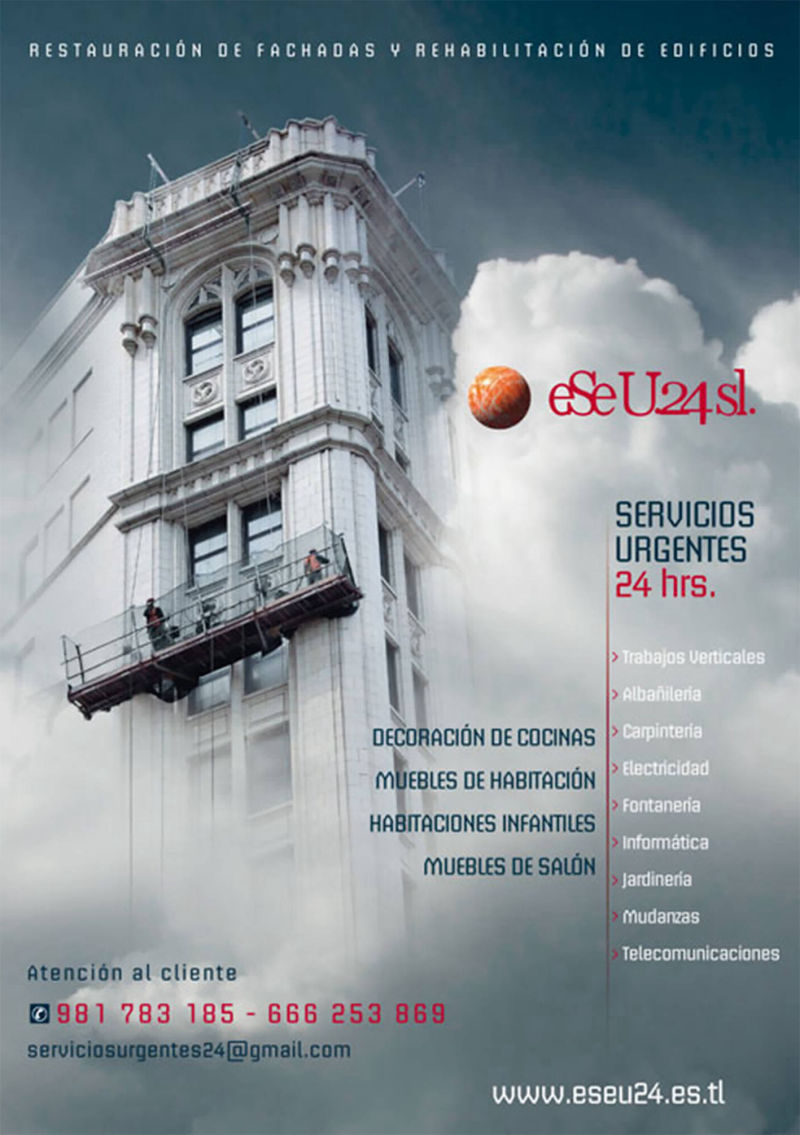 RESTAURACIÓN DE FACHADAS Y REHABILITACIÓN DE EDIFICIOS
eSeU24 sl.
SERVICIOS
URGENTES
24 hrs.
> Trabajos Verticales
> Albañilería
> Carpintería
> Electricidad
> Fontanería
> Informática
> Jardinería
> Mudanzas
> Telecomunicaciones
DECORACIÓN DE COCINAS
MUEBLES DE HABITACIÓN
HABITACIONES INFANTILES
MUEBLES DE SALÓN
Atención al cliente
981 783 185 - 666 253 869
serviciosurgentes24@gmail.com
www.eseu24.es.tl